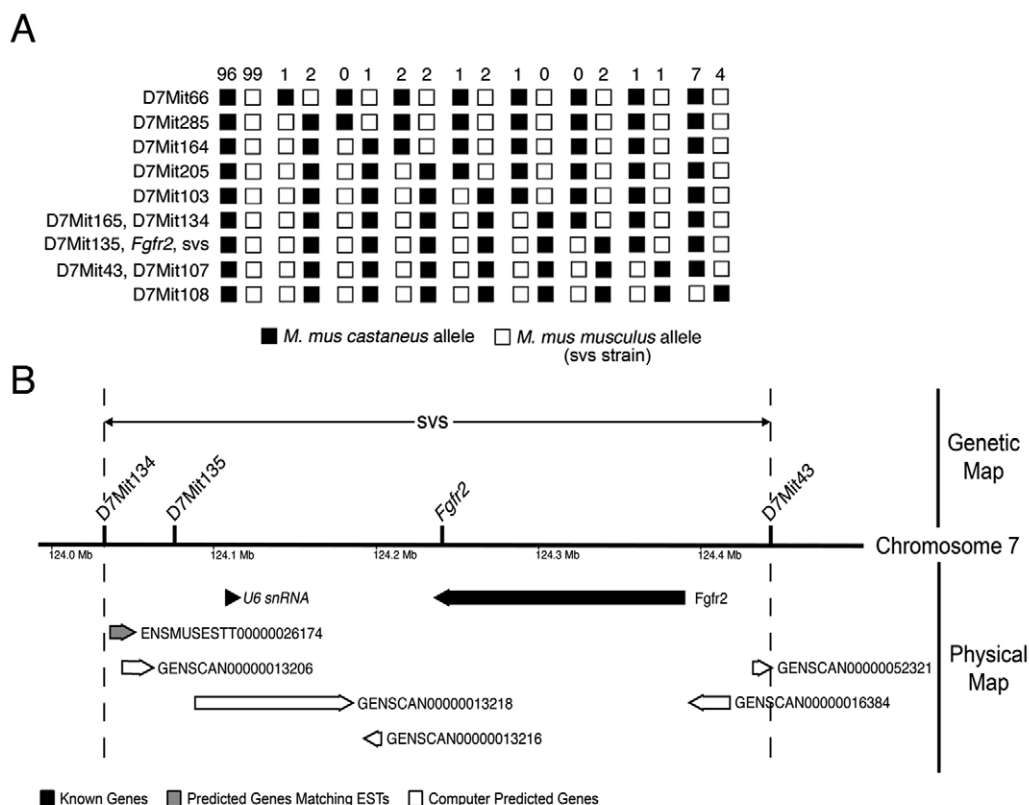 A
96 99 1 2 0 1 2 2 1 2 1 0 0 2 1 1 7 4
D7Mit66
D7Mit285
D7Mit164
D7Mit205
D7Mit103
D7Mit165, D7Mit134
D7Mit135, Fgfr2, svs
D7Mit43, D7Mit107
D7Mit108
M. mus castaneus allele
M. mus musculus allele
(svs strain)
B
svs
D7Mit134
D7Mit135
Fgfr2
D7Mit43
Genetic
Map
124.0 Mb
124.1 Mb
124.2 Mb
124.3 Mb
124.4 Mb
Chromosome 7
U6 snRNA
Fgfr2
ENSMUSESTT00000026174
GENSCAN00000013206
GENSCAN00000052321
GENSCAN00000013218
GENSCAN00000016384
GENSCAN00000013216
Physical
Map
Known Genes
Predicted Genes Matching ESTs
Computer Predicted Genes